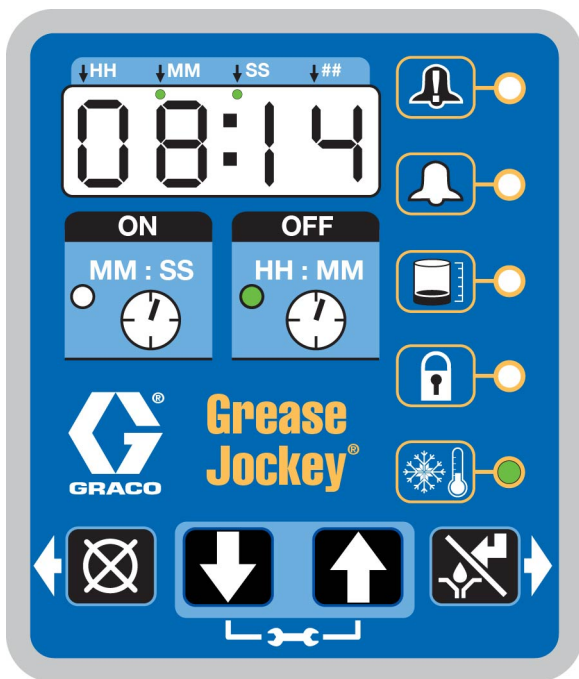 HH MM SS ##
08:14
ON OFF
MM : SS HH : MM
Grease
Jockey®
®
GRACO